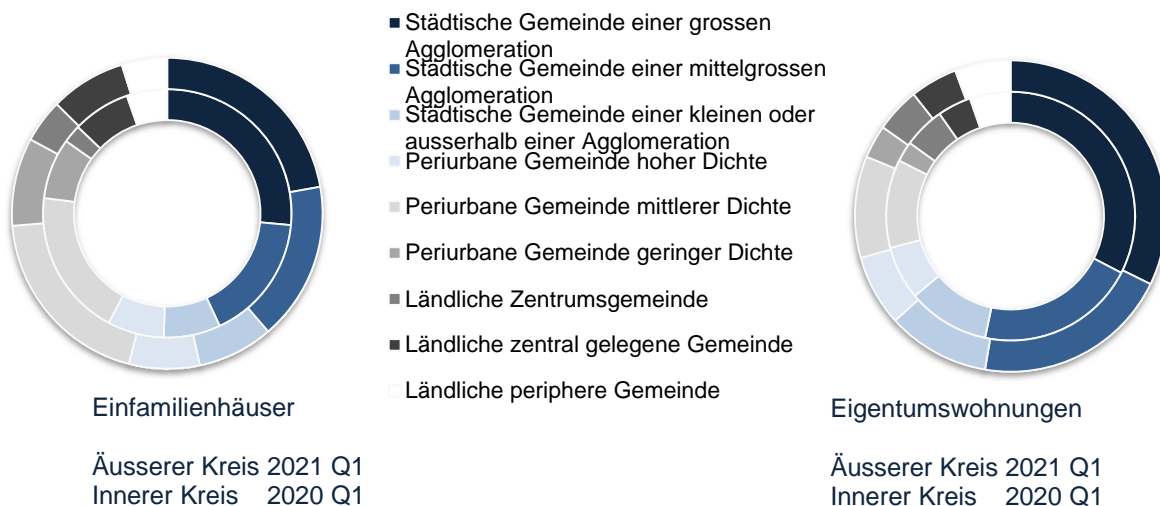 Städtische Gemeinde einer grossen
Agglomeration
Städtische Gemeinde einer mittelgrossen
Agglomeration
Städtische Gemeinde einer kleinen oder
ausserhalb einer Agglomeration
Periurbane Gemeinde hoher Dichte
Periurbane Gemeinde mittlerer Dichte
Periurbane Gemeinde geringer Dichte
Ländliche Zentrumsgemeinde
Ländliche zentral gelegene Gemeinde
Ländliche periphere Gemeinde
Einfamilienhäuser
Äusserer Kreis 2021 Q1
Innerer Kreis 2020 Q1
Eigentumswohnungen
Äusserer Kreis 2021 Q1
Innerer Kreis 2020 Q1